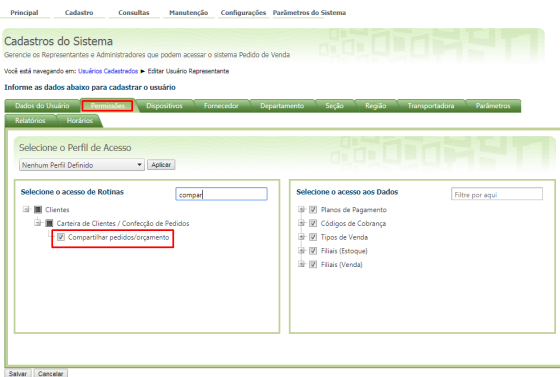 Principal Cadastro Consultas Manutenção Configurações Parâmetros do Sistema
Cadastros do Sistema
Gerencie os Representantes e Administradores que podem acessar o sistema Pedido de Venda
Você está navegando em: Usuários Cadastrados ► Editar Usuário Representante
Informe as dados abaixo para cadastrar o usuário
Dados do Usuário Permissões Dispositivos Fornecedor Departamento Seção Região Transportadora Parâmetros
Relatórios Horários
Selecione o Perfil de Acesso
Nenhum Perfil Definido Aplicar
Selecione o acesso de Rotinas compar
Clientes
Carteira de Clientes / Confecção de Pedidos
Compartilhar pedidos/orçamento
Selecione o acesso aos Dados Filtre por aqui
Planos de Pagamento
Códigos de Cobrança
Tipos de Venda
Filiais (Estoque)
Filiais (Venda)
Salvar Cancelar